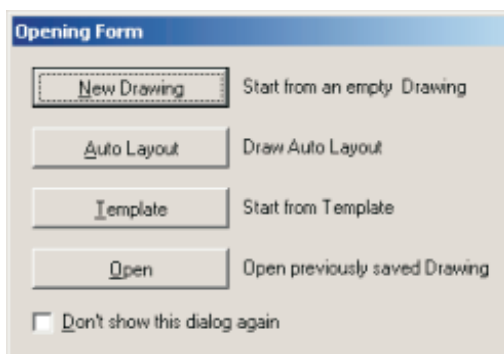 Opening Form
New Drawing Start from an empty Drawing
Auto Layout Draw Auto Layout
Template Start from Template
Open Open previously saved Drawing
Don't show this dialog again